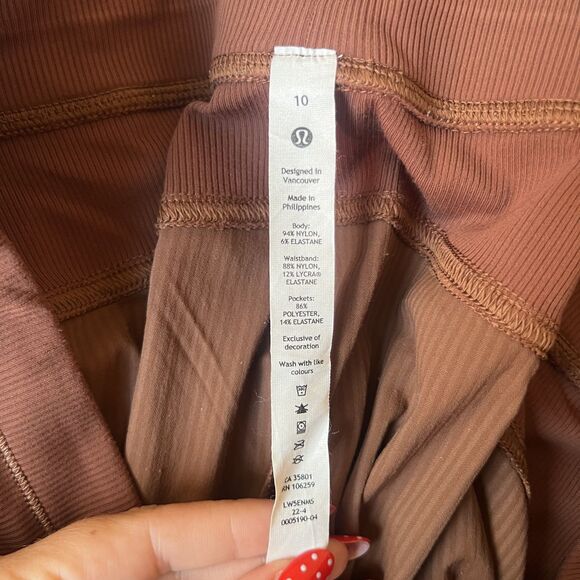 10
Designed in
Vancouver
Made in
Philippines
Body:
94% NYLON,
6% ELASTANE
Waistband:
88% NYLON,
12% LYCRA®
ELASTANE
Pockets:
86%
POLYESTER,
14% ELASTANE
Exclusive of
decoration
Wash with like
colours
CA 35801
RN 106259
LW5ENMS
22-4
0005190-04